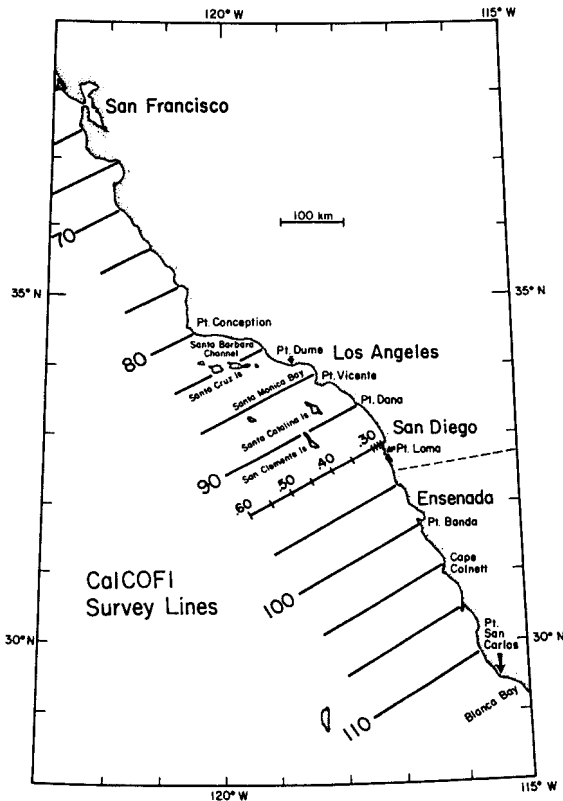 120° W
115° W
San Francisco
100 km
70
35° N
35° N
Pt. Conception
Santa Barbara
Channel
80
Pt. Dume
Los Angeles
Santa Cruz Is
Pt. Vicente
Santa Monica Bay
Pt. Dana
Santa Catalina Is
San Diego
.30
Pt. Loma
San Clemente Is
90
.40
.50
.60
Ensenada
Pt. Banda
CalCOFI
Survey Lines
100
Cape
Colnett
30° N
30° N
Pt.
San
Carlos
Blanca Bay
110
120° W
115° W